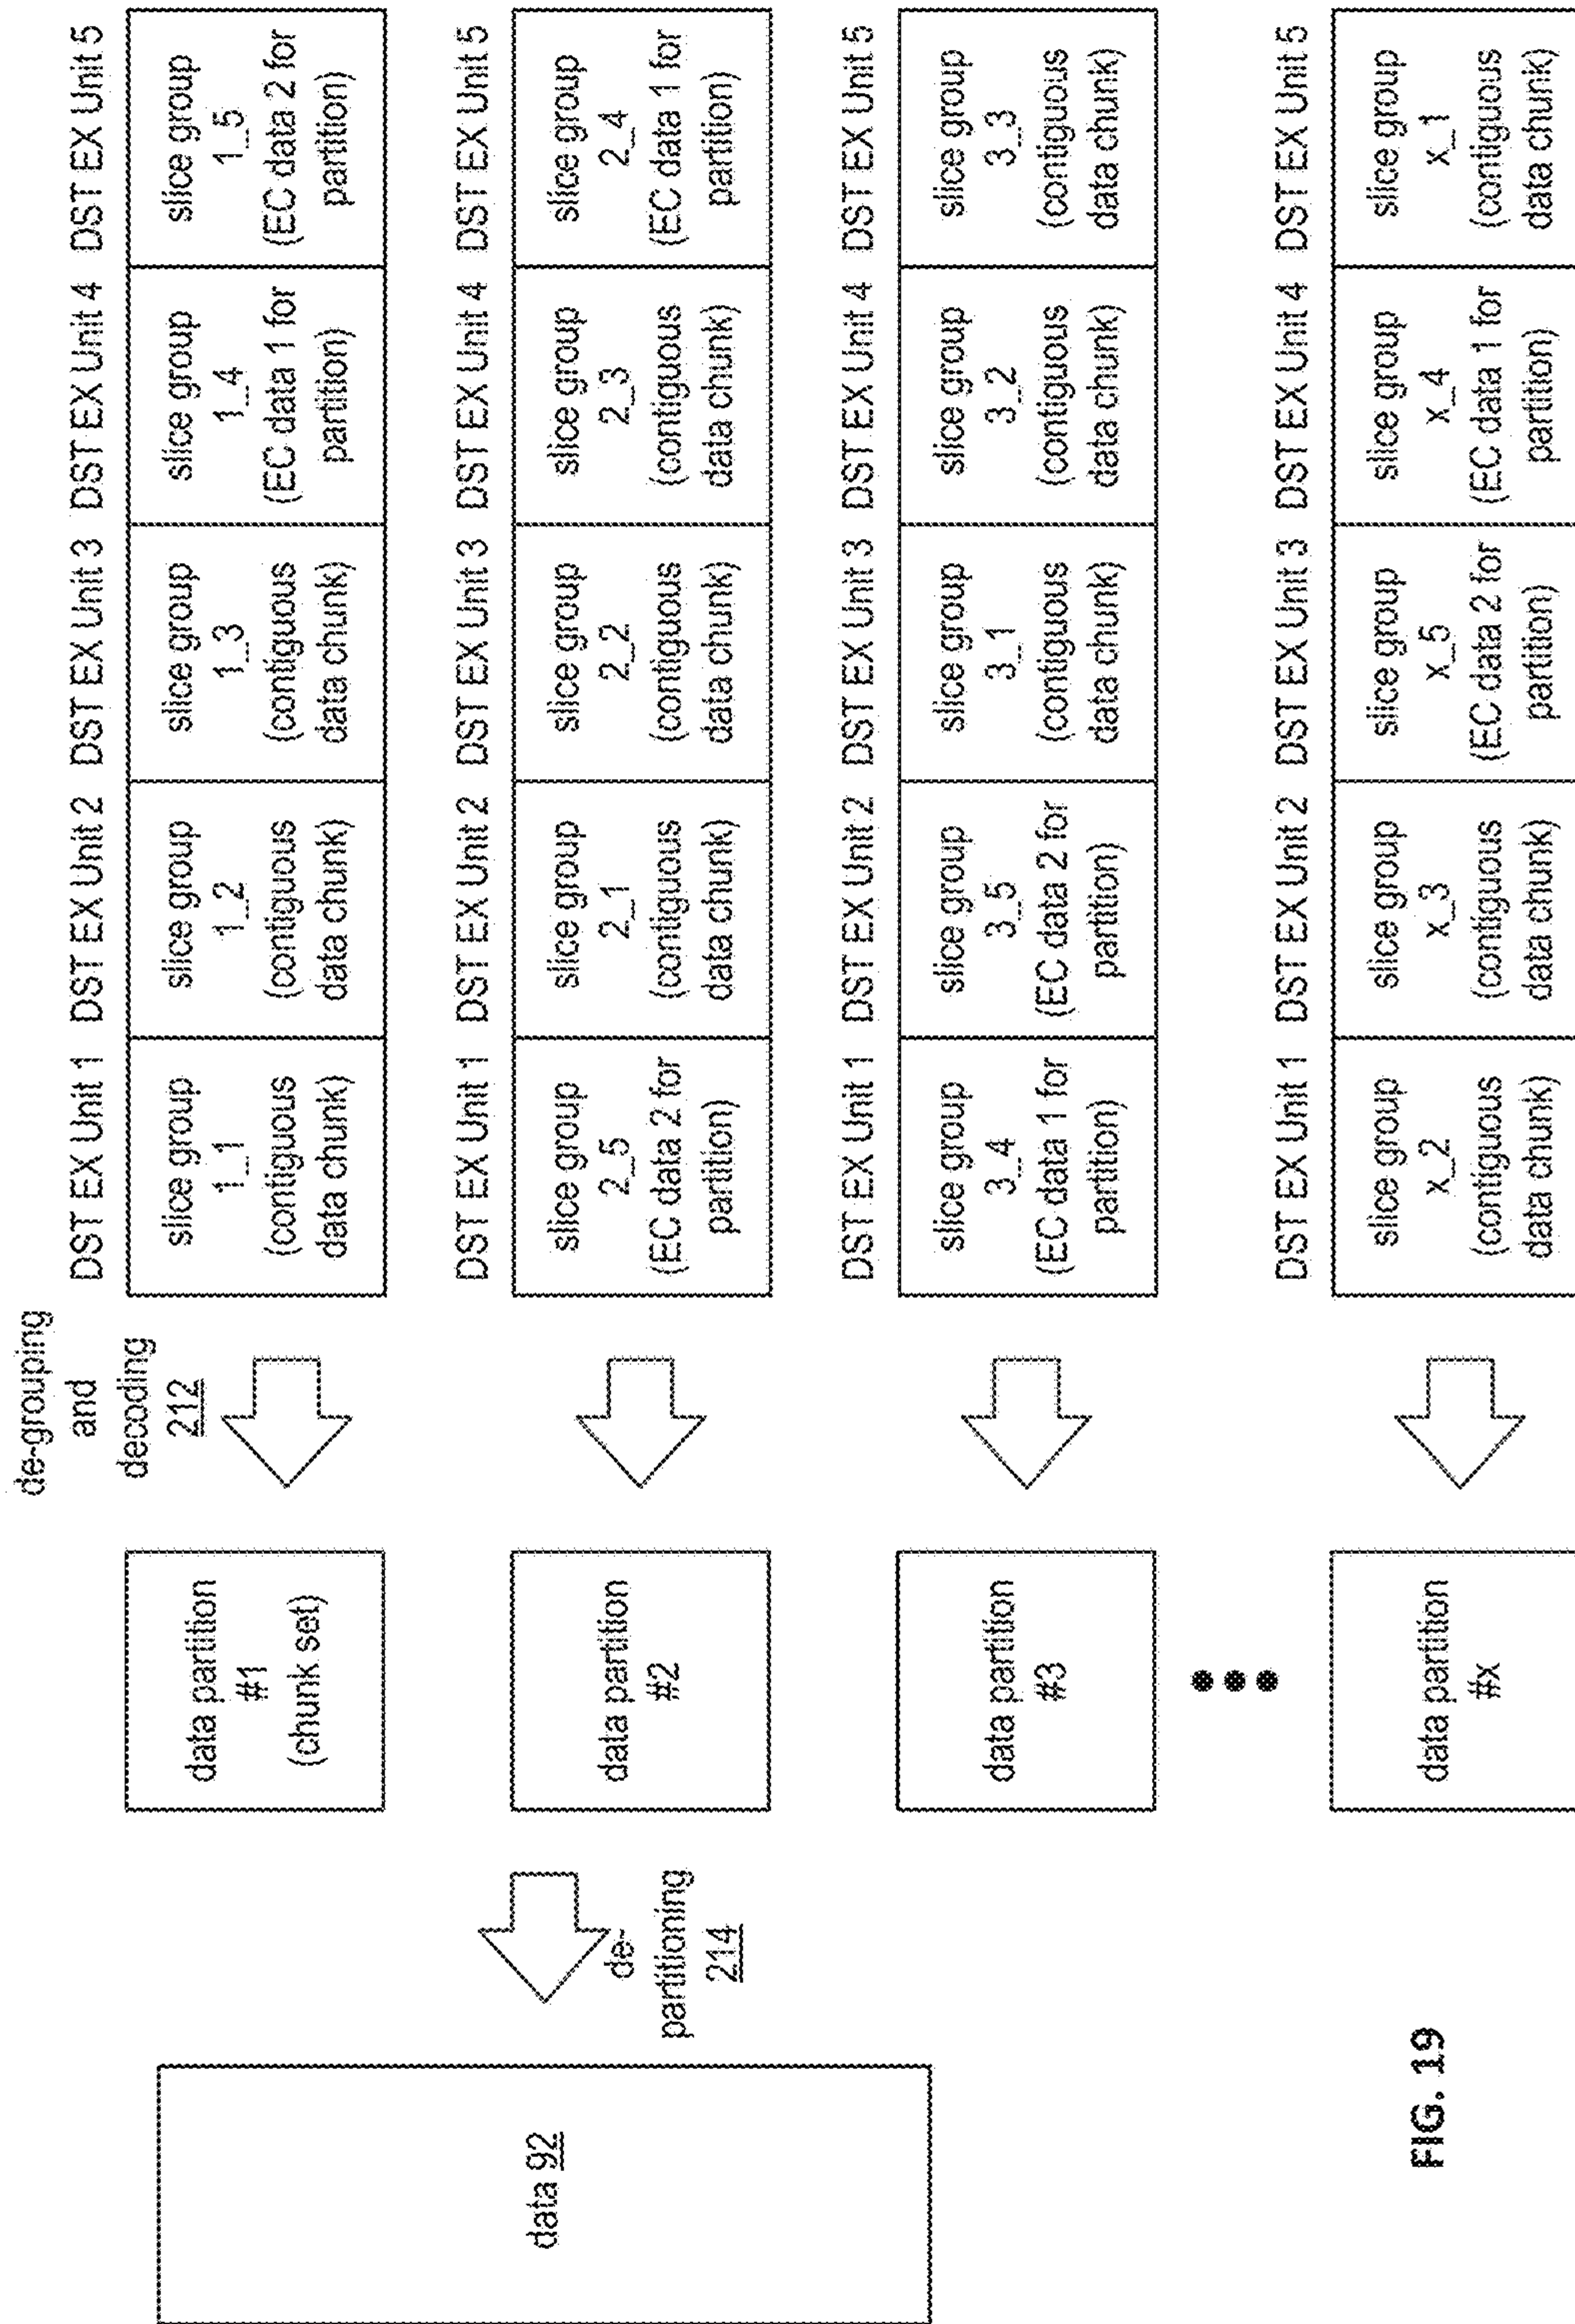 de-grouping
and
decoding
212
DST EX Unit 1 DST EX Unit 2 DST EX Unit 3 DST EX Unit 4 DST EX Unit 5
data partition
#1
(chunk set)
slice group
1_1
(contiguous
data chunk)
slice group
1_2
(contiguous
data chunk)
slice group
1_3
(contiguous
data chunk)
slice group
1_4
(EC data 1 for
partition)
slice group
1_5
(EC data 2 for
partition)
data 92
de-
partitioning
214
DST EX Unit 1 DST EX Unit 2 DST EX Unit 3 DST EX Unit 4 DST EX Unit 5
data partition
#2
slice group
2_5
(EC data 2 for
partition)
slice group
2_1
(contiguous
data chunk)
slice group
2_2
(contiguous
data chunk)
slice group
2_3
(contiguous
data chunk)
slice group
2_4
(EC data 1 for
partition)
DST EX Unit 1 DST EX Unit 2 DST EX Unit 3 DST EX Unit 4 DST EX Unit 5
data partition
#3
slice group
3_4
(EC data 1 for
partition)
slice group
3_5
(EC data 2 for
partition)
slice group
3_1
(contiguous
data chunk)
slice group
3_2
(contiguous
data chunk)
slice group
3_3
(contiguous
data chunk)
DST EX Unit 1 DST EX Unit 2 DST EX Unit 3 DST EX Unit 4 DST EX Unit 5
data partition
#x
slice group
x_2
(contiguous
data chunk)
slice group
x_3
(contiguous
data chunk)
slice group
x_5
(EC data 2 for
partition)
slice group
x_4
(EC data 1 for
partition)
slice group
x_1
(contiguous
data chunk)
FIG. 19